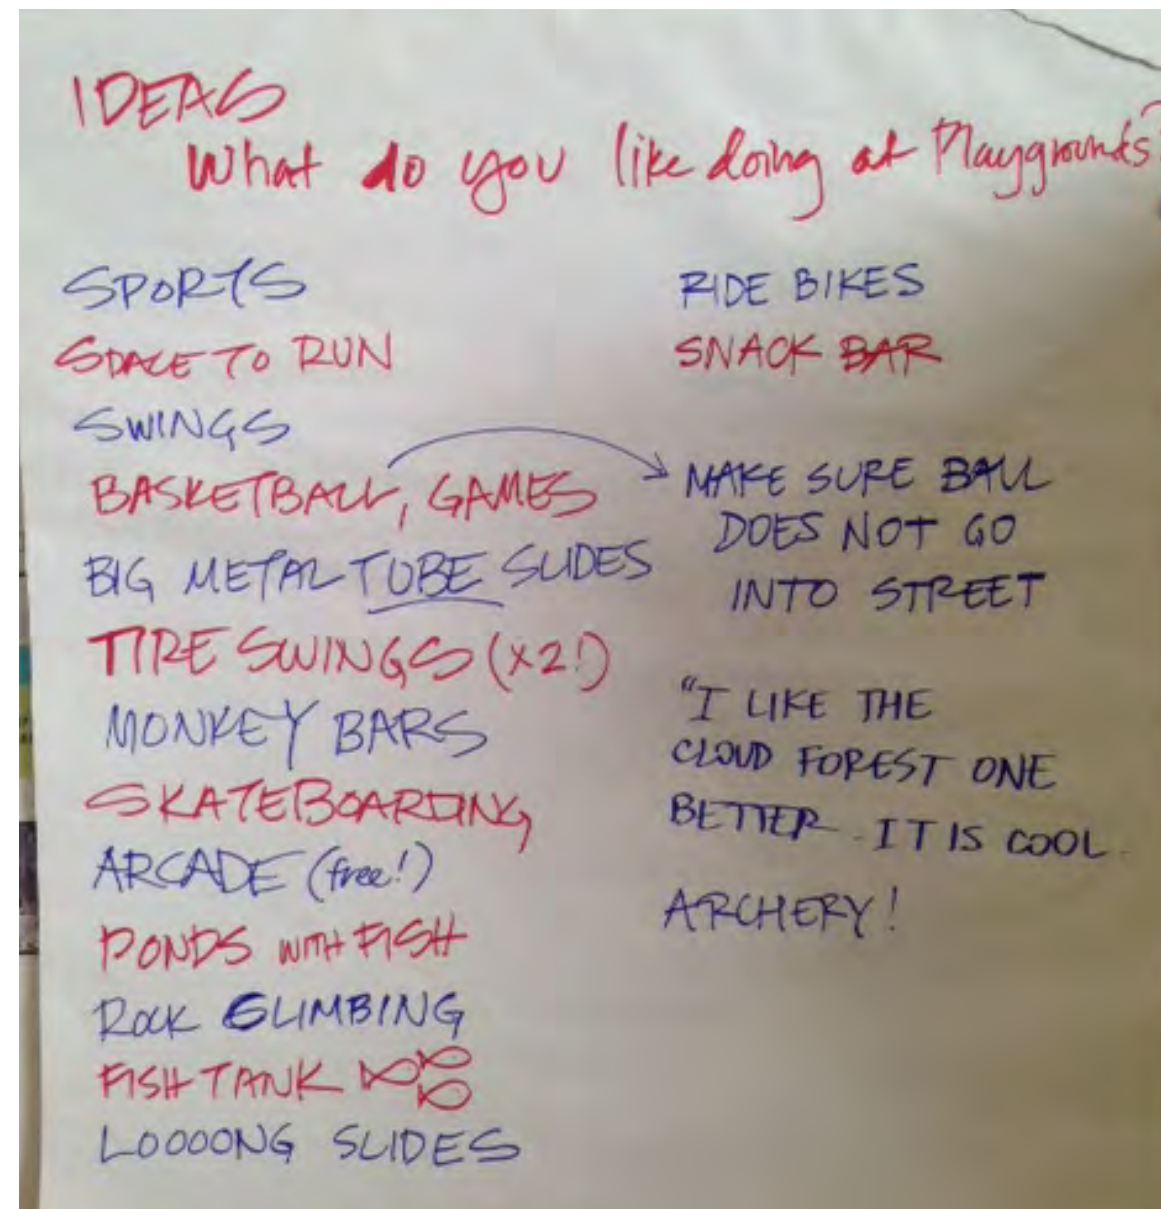 IDEAS
What do you like doing at Playgrounds?
SPORTS
SPACE TO RUN
SWINGS
BASKETBALL, GAMES
BIG METAL TUBE SLIDES
TIRE SWINGS (x2!)
MONKEY BARS
SKATEBOARDING
ARCADE (free!)
PONDS WITH FISH
ROCK CLIMBING
FISH TANK
LOOOONG SLIDES
RIDE BIKES
SNACK BAR
MAKE SURE BALL
DOES NOT GO
INTO STREET
"I LIKE THE
CLOUD FOREST ONE
BETTER. IT IS COOL.
ARCHERY!